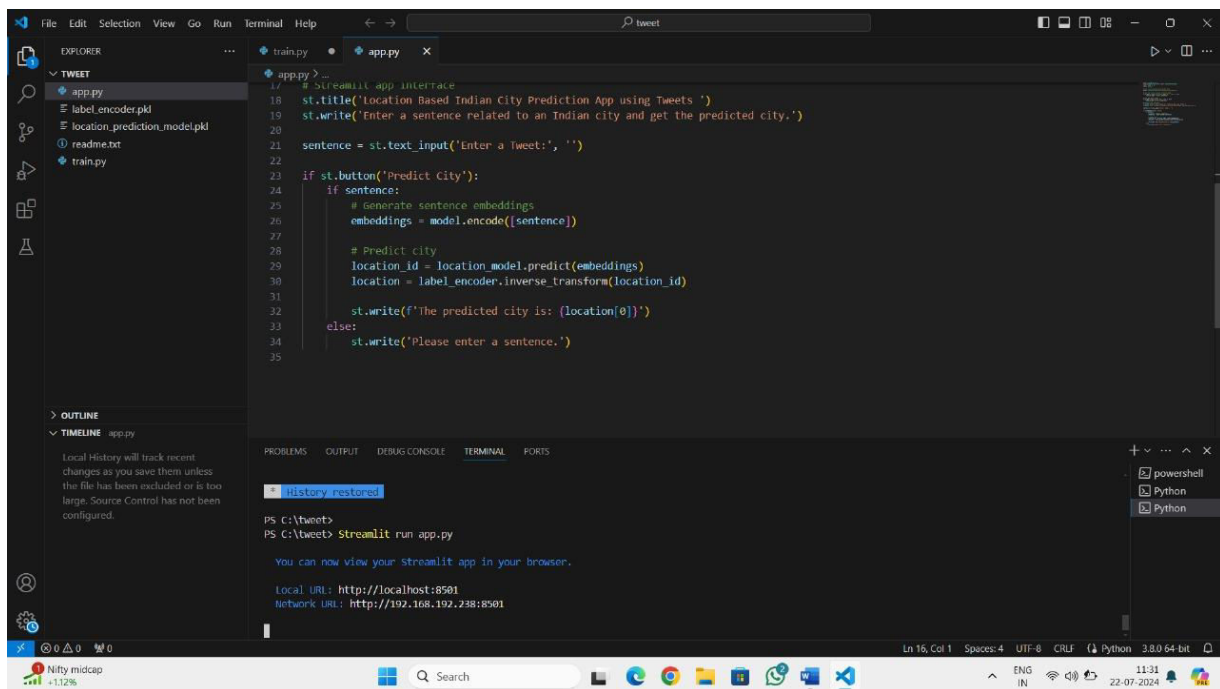 File Edit Selection View Go Run Terminal Help
tweet
EXPLORER
train.py
app.py
TWEET
app.py > ...
app.py
label_encoder.pkl
location_prediction_model.pkl
readme.txt
train.py
17 # Streamlit app interface
18 st.title('Location Based Indian City Prediction App using Tweets ')
19 st.write('Enter a sentence related to an Indian city and get the predicted city.')
20
21 sentence = st.text_input('Enter a Tweet:', '')
22
23 if st.button('Predict City'):
24 if sentence:
25 # Generate sentence embeddings
26 embeddings = model.encode([sentence])
27
28 # Predict city
29 location_id = location_model.predict(embeddings)
30 location = label_encoder.inverse_transform(location_id)
31
32 st.write(f'The predicted city is: {location[0]}')
33 else:
34 st.write('Please enter a sentence.')
35
OUTLINE
TIMELINE app.py
Local History will track recent
changes as you save them unless
the file has been excluded or is too
large. Source Control has not been
configured.
PROBLEMS OUTPUT DEBUG CONSOLE TERMINAL PORTS
powershell
Python
Python
* History restored
PS C:\tweet>
PS C:\tweet> Streamlit run app.py
You can now view your Streamlit app in your browser.
Local URL: http://localhost:8501
Network URL: http://192.168.192.238:8501
0 0 0
Ln 16, Col 1 Spaces: 4 UTF-8 CRLF Python 3.8.0 64-bit
1
Nifty midcap
+1.12%
Search
2
ENG
IN
11:31
22-07-2024